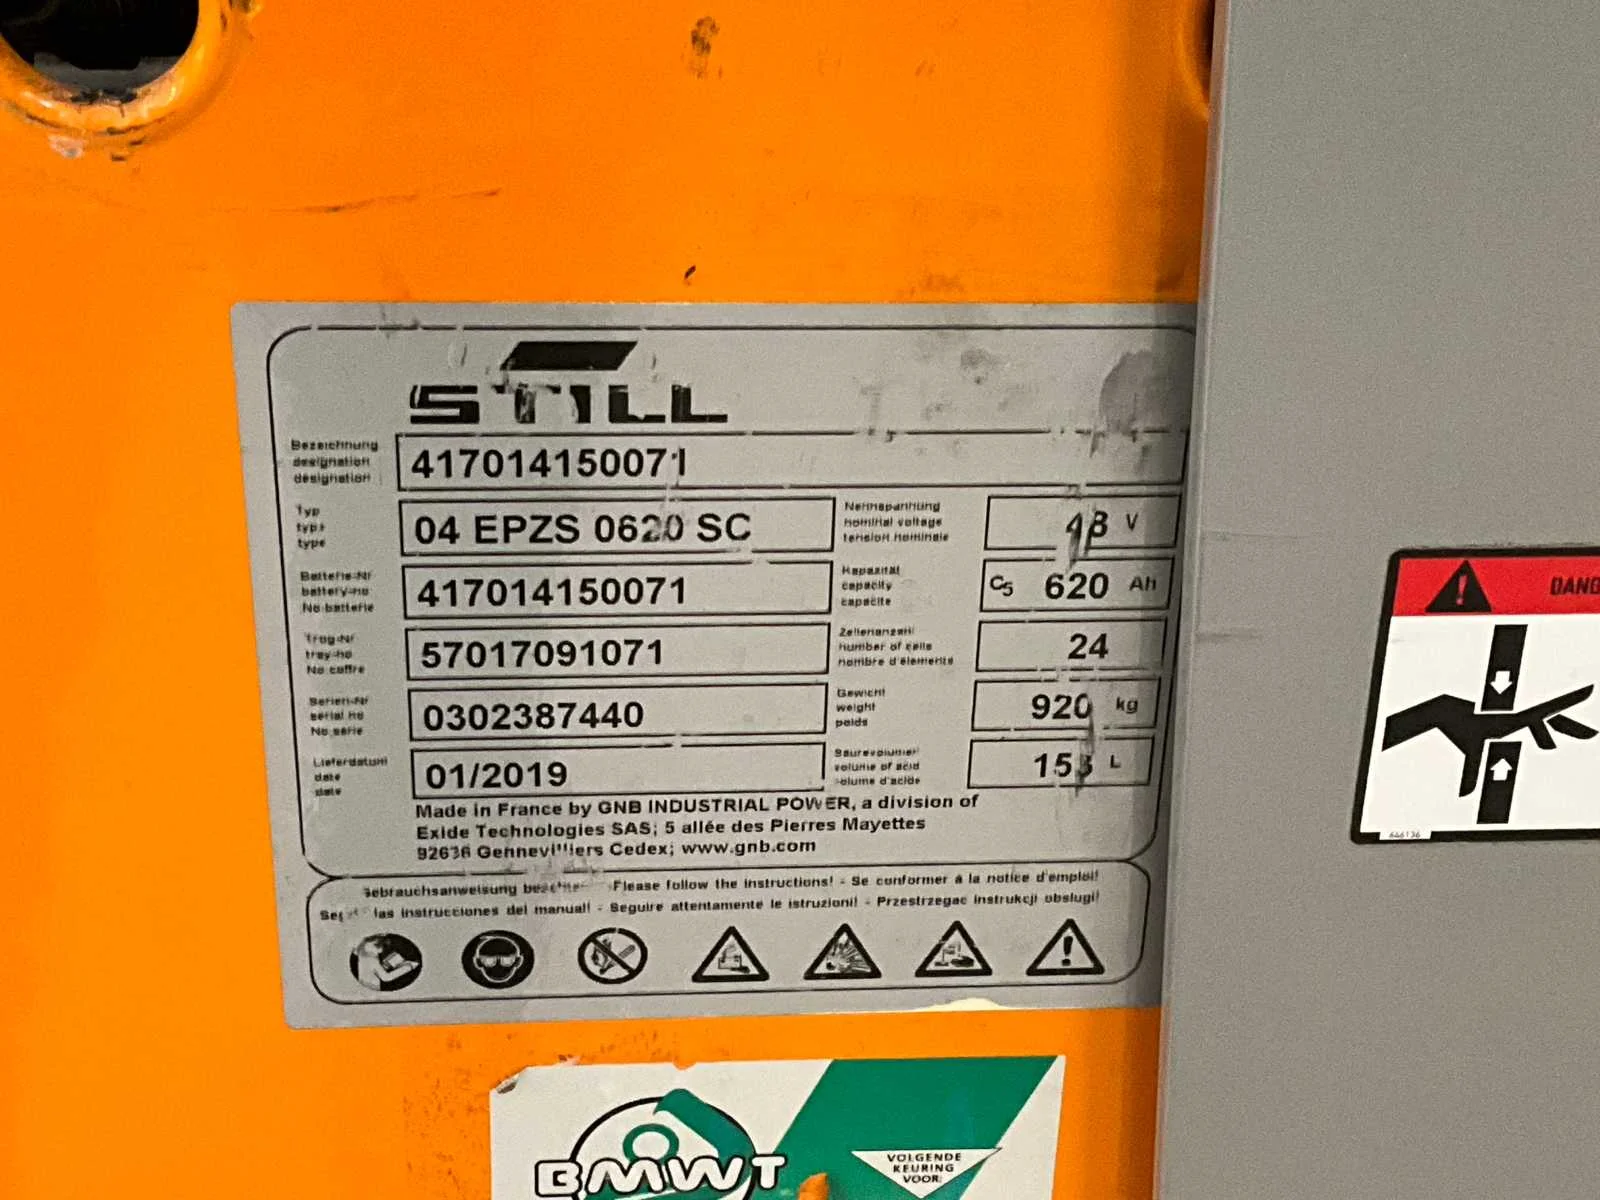 STILL
Bezeichnung
designation
designation
417014150071
Typ
type
type
04 EPZS 0620 SC
Nennspannung
nominal voltage
tension nominale
48 V
Batterie-Nr
battery-no
No batterie
417014150071
Kapazität
capacity
capacite
C5 620 Ah
Trog-Nr
tray-no
No coffre
57017091071
Zellenanzahl
number of cells
nombre d'elements
24
Serien-Nr
serial no
No serie
0302387440
Gewicht
weight
poids
920 kg
Lieferdatum
date
date
01/2019
Säurevolumen
volume of acid
volume d'acide
L
Made in France by GNB INDUSTRIAL POWER, a division of
Exide Technologies SAS; 5 allée des Pierres Mayettes
92636 Gennevilliers Cedex; www.gnb.com
Gebrauchsanweisung - Please follow the instructions! - Se conformer à la notice d'emploi!
las instrucciones del manual! - Seguire attentamente le istruzioni! - Przestrzegac instrukcji obslugi!
646136
BMWT
VOLGENDE
KEURING
VOOR: